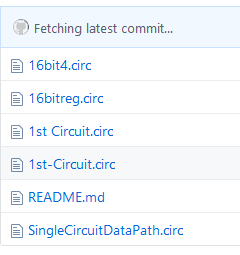 Fetching latest commit...
16bit4.circ
16bitreg.circ
1st Circuit.circ
1st-Circuit.circ
README.md
SingleCircuitDataPath.circ